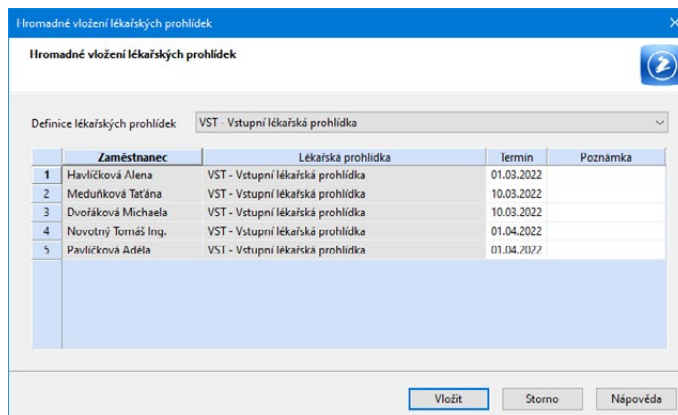 Hromadné vložení lékařských prohlídek
Hromadné vložení lékařských prohlídek
Definice lékařských prohlídek VST - Vstupní lékařská prohlídka
Zaměstnanec Lékařská prohlídka Termín Poznámka
1 Havlíčková Alena VST - Vstupní lékařská prohlídka 01.03.2022
2 Meduňková Taťána VST - Vstupní lékařská prohlídka 10.03.2022
3 Dvořáková Michaela VST - Vstupní lékařská prohlídka 10.03.2022
4 Novotný Tomáš Ing. VST - Vstupní lékařská prohlídka 01.04.2022
5 Pavlíčková Adéla VST - Vstupní lékařská prohlídka 01.04.2022
Vložit Storno Nápověda